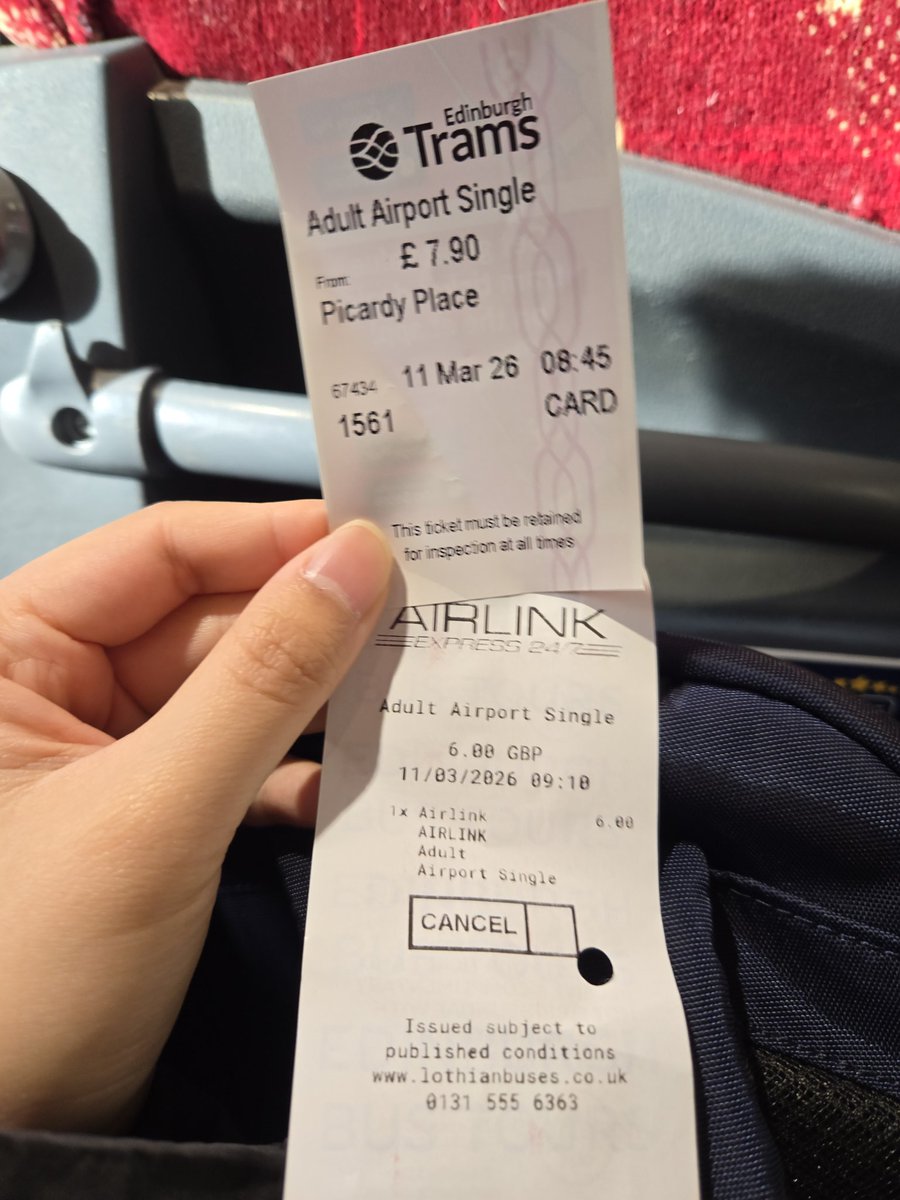 Edinburgh
Trams
Adult Airport Single
£ 7.90
From:
Picardy Place
67434 11 Mar 26 08:45
1561 CARD
This ticket must be retained
for inspection at all times
AIRLINK
EXPRESS 24/7
Adult Airport Single
6.00 GBP
11/03/2026 09:10
1x Airlink 6.00
AIRLINK
Adult
Airport Single
CANCEL
Issued subject to
published conditions
www.lothianbuses.co.uk
0131 555 6363